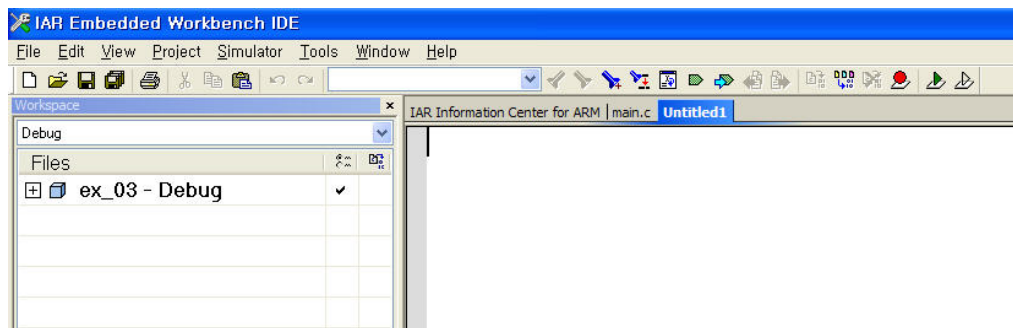 IAR Embedded Workbench IDE
File Edit View Project Simulator Tools Window Help
Workspace
IAR Information Center for ARM main.c Untitled1
Debug
Files
ex_03 - Debug